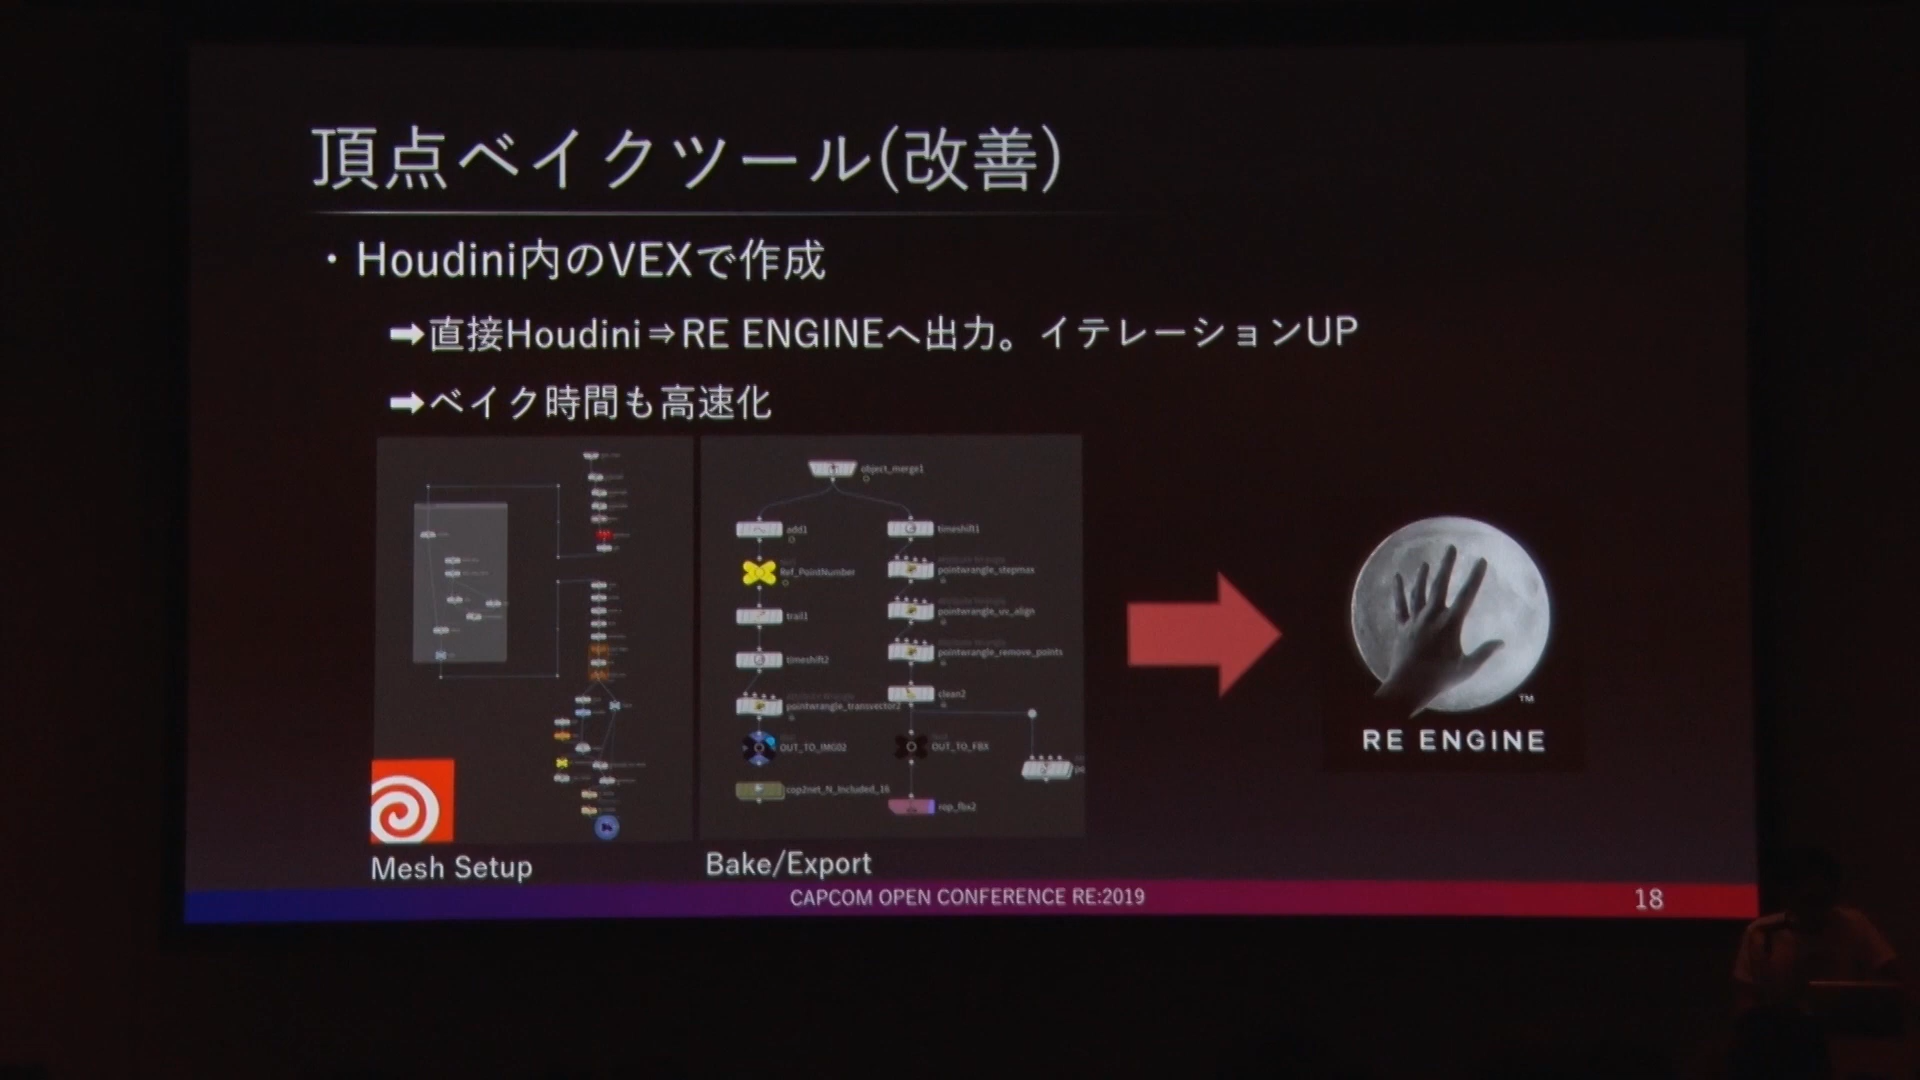 頂点ベイクツール(改善)
・Houdini内のVEXで作成
➡直接Houdini⇒RE ENGINEへ出力。イテレーションUP
➡ベイク時間も高速化
object_merge1
add1
timeshift1
Ref_PointNumber
pointwrangle_stepmax
trail1
pointwrangle_uv_align
timeshift2
pointwrangle_remove_points
clean2
pointwrangle_transvector2
OUT_TO_IMG02
OUT_TO_FBX
cop2net_N_Included_16
rop_fbx2
TM
RE ENGINE
Mesh Setup
Bake/Export
CAPCOM OPEN CONFERENCE RE:2019
18